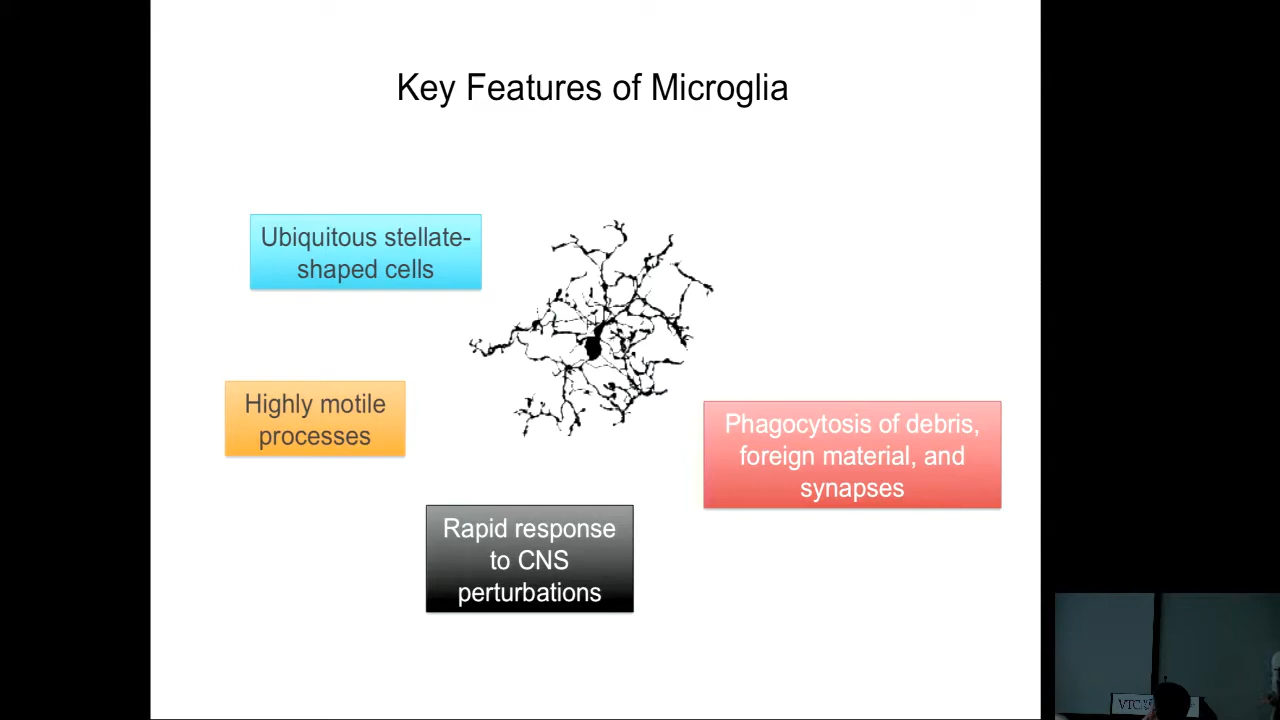 Key Features of Microglia
Ubiquitous stellate-
shaped cells
Highly motile
processes
Phagocytosis of debris,
foreign material, and
synapses
Rapid response
to CNS
perturbations